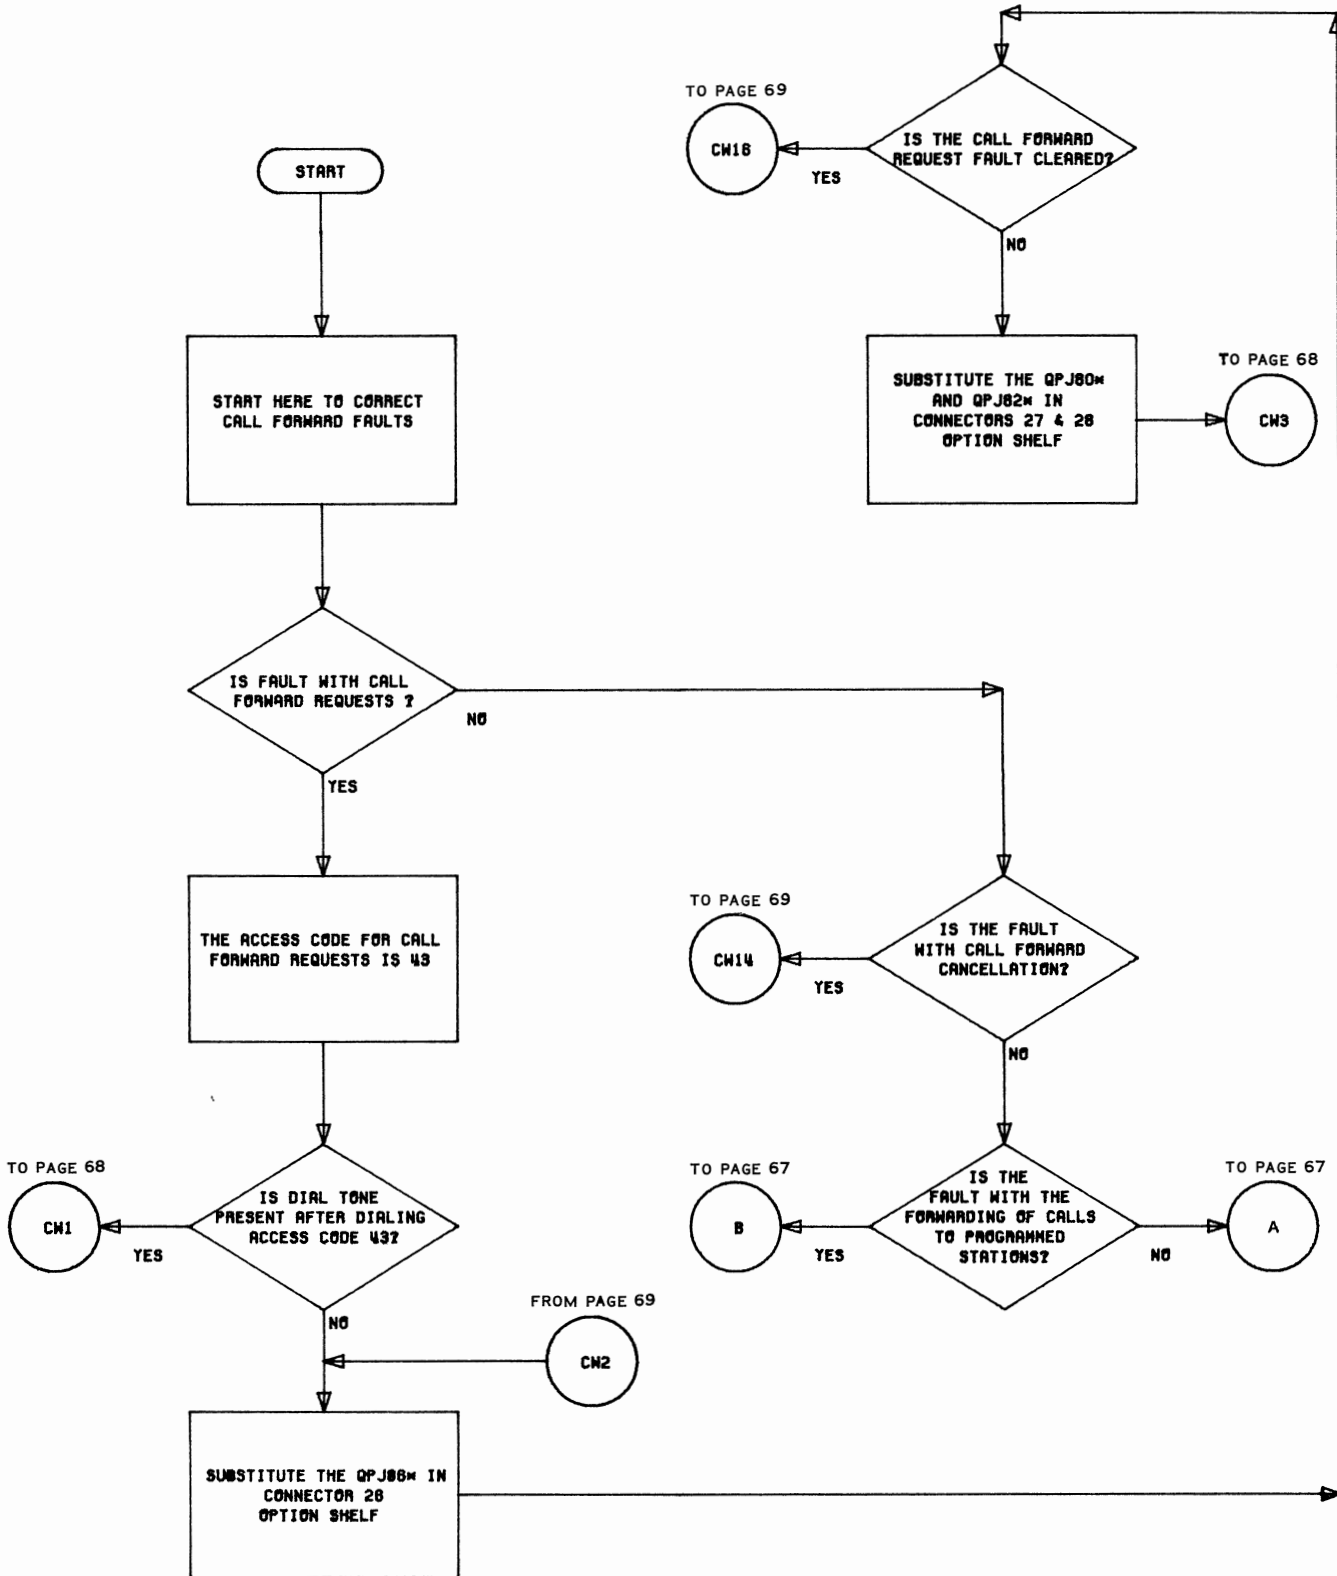 START
START HERE TO CORRECT
CALL FORWARD FAULTS
IS FAULT WITH CALL
FORWARD REQUESTS ?
NO
YES
THE ACCESS CODE FOR CALL
FORWARD REQUESTS IS 43
IS DIAL TONE
PRESENT AFTER DIALING
ACCESS CODE 43?
TO PAGE 68
CW1
YES
NO
FROM PAGE 69
CW2
SUBSTITUTE THE QPJ86* IN
CONNECTOR 26
OPTION SHELF
TO PAGE 69
CW16
YES
IS THE CALL FORWARD
REQUEST FAULT CLEARED?
NO
SUBSTITUTE THE QPJ80*
AND QPJ82* IN
CONNECTORS 27 & 28
OPTION SHELF
TO PAGE 68
CW3
TO PAGE 69
CW14
YES
IS THE FAULT
WITH CALL FORWARD
CANCELLATION?
NO
TO PAGE 67
B
YES
IS THE
FAULT WITH THE
FORWARDING OF CALLS
TO PROGRAMMED
STATIONS?
NO
TO PAGE 67
A